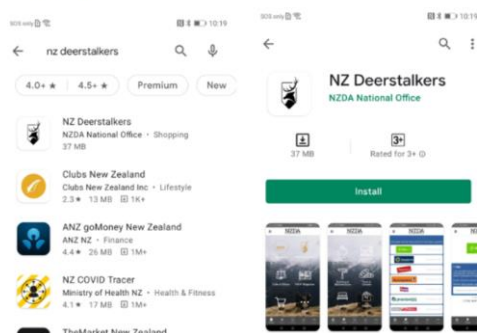 SOS only
10:19
nz deerstalkers
4.0+ ★
4.5+ ★
Premium
New
NZ Deerstalkers
NZDA National Office • Shopping
37 MB
Clubs New Zealand
Clubs New Zealand Inc • Lifestyle
2.3 ★ 13 MB 1K+
ANZ goMoney New Zealand
ANZ NZ • Finance
4.4 ★ 26 MB 1M+
NZ COVID Tracer
Ministry of Health NZ • Health & Fitness
4.1 ★ 17 MB 1M+
TheMarket New Zealand
SOS only
10:19
NZ Deerstalkers
NZDA National Office
37 MB
3+
Rated for 3+
Install
NZDA
NZDA
NZDA